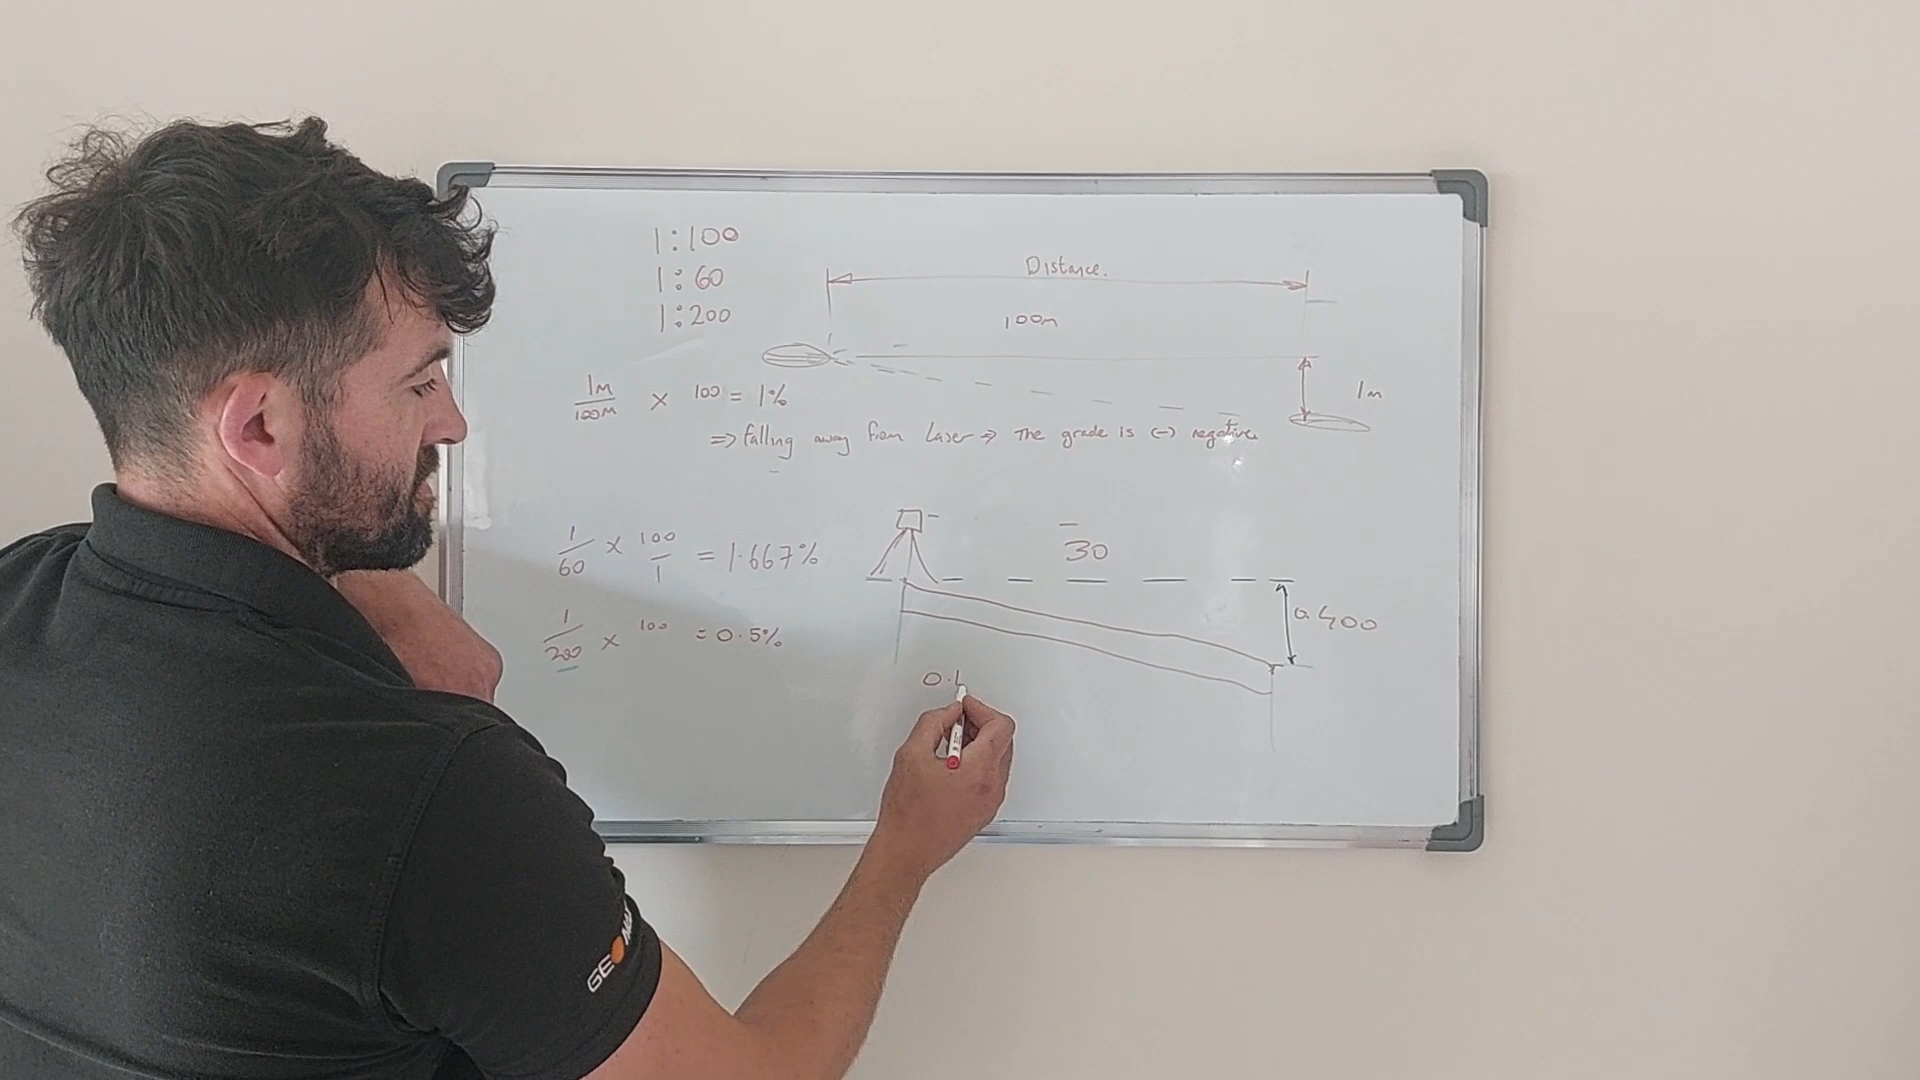 1:100
1:60
1:200
Distance.
100m
1m/100m × 100 = 1%
1m
=> falling away from Laser => The grade is (-) negative
1/60 × 100/1 = 1.667%
30
0.400
1/200 × 100 = 0.5%
0.4
GEOMAX